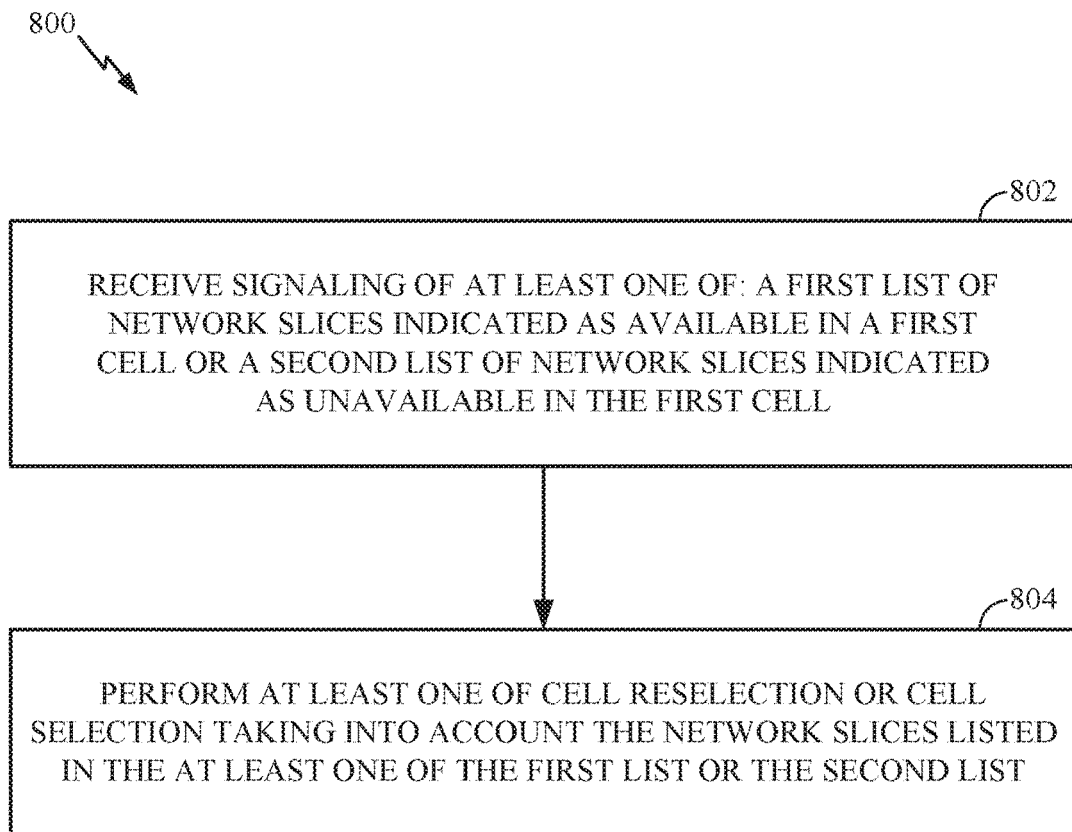 800
802
RECEIVE SIGNALING OF AT LEAST ONE OF: A FIRST LIST OF
NETWORK SLICES INDICATED AS AVAILABLE IN A FIRST
CELL OR A SECOND LIST OF NETWORK SLICES INDICATED
AS UNAVAILABLE IN THE FIRST CELL
804
PERFORM AT LEAST ONE OF CELL RESELECTION OR CELL
SELECTION TAKING INTO ACCOUNT THE NETWORK SLICES LISTED
IN THE AT LEAST ONE OF THE FIRST LIST OR THE SECOND LIST